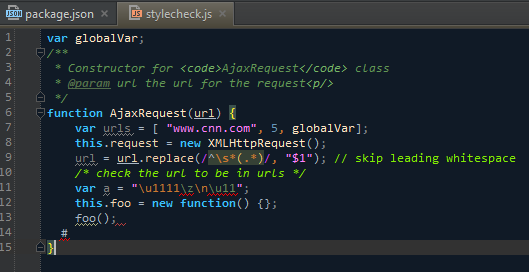 package.json × stylecheck.js ×
1 var globalVar;
2 /**
3 * Constructor for <code>AjaxRequest</code> class
4 * @param url the url for the request<p/>
5 */
6 function AjaxRequest(url) {
7 var urls = [ "www.cnn.com", 5, globalVar];
8 this.request = new XMLHttpRequest();
9 url = url.replace(/^\s*(.*)/, "$1"); // skip leading whitespace
10 /* check the url to be in urls */
11 var a = "\u1111\z\n\u11";
12 this.foo = new function() {};
13 foo();
14 #
15 }